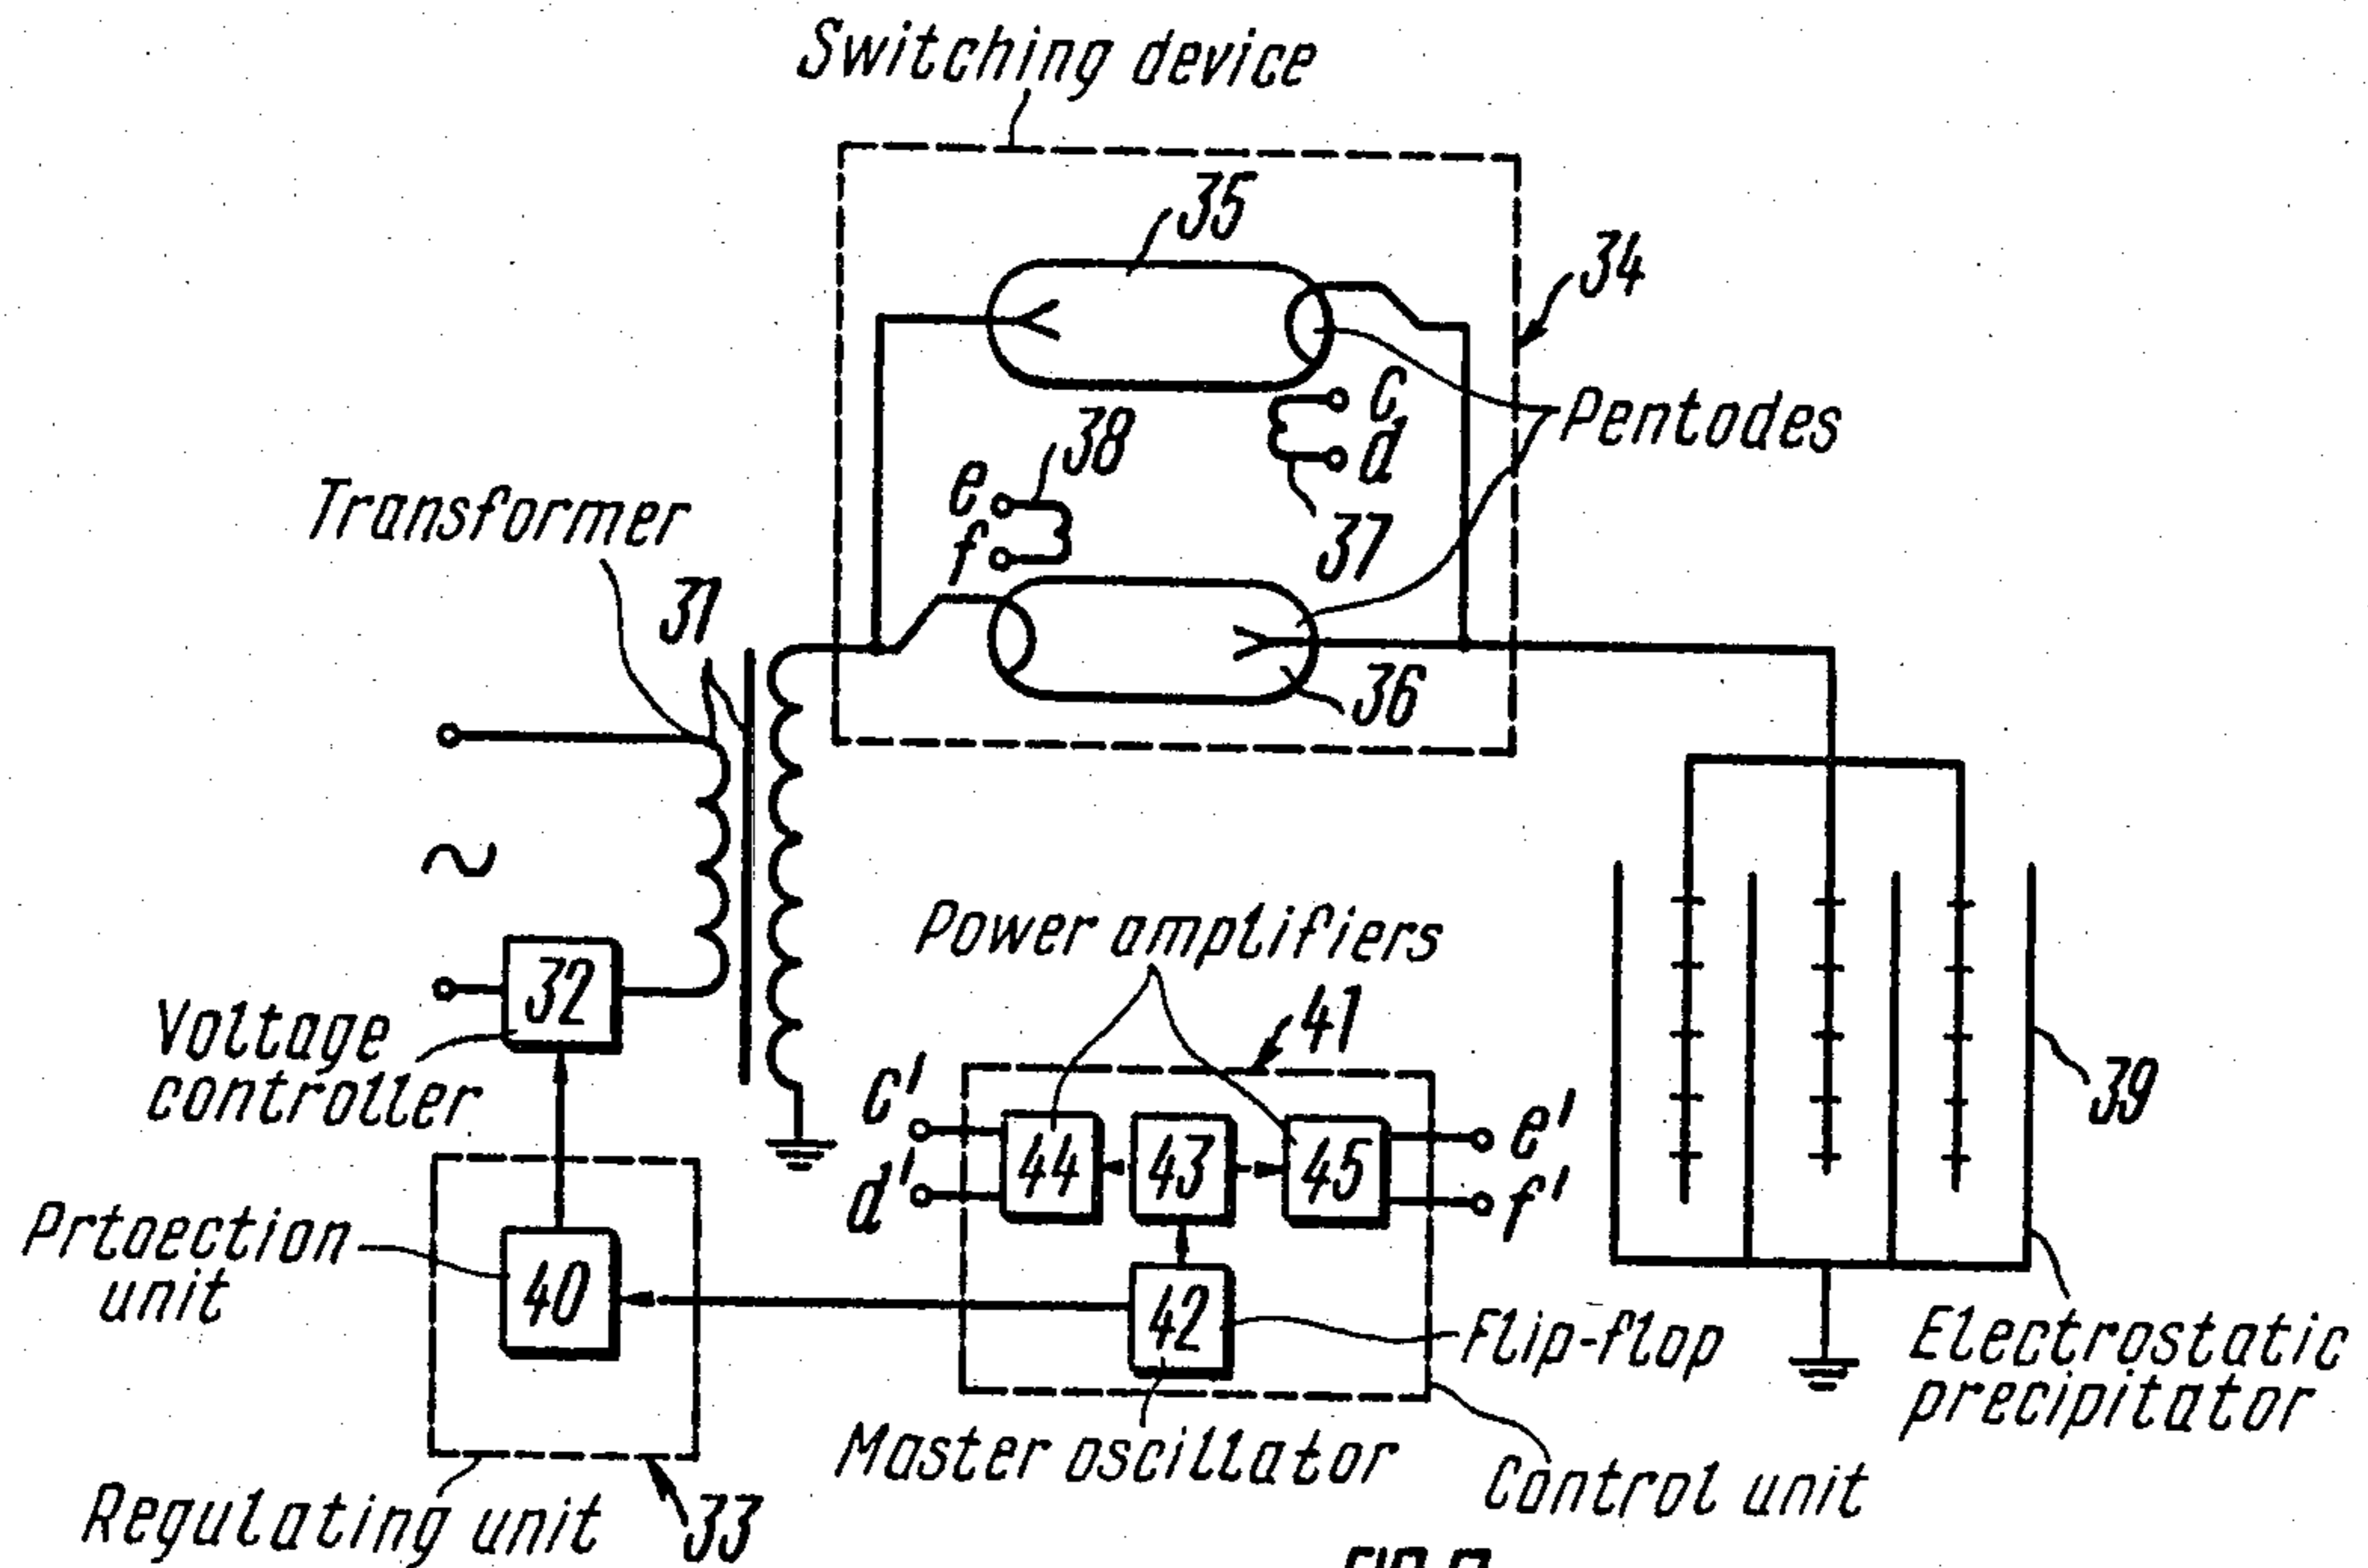 Switching device
35
34
C
d
Pentodes
38
e
f
37
Transformer
31
36
~
Power amplifiers
32
Voltage
controller
41
c'
d'
44
43
45
e'
f'
39
Prtoection
unit
40
42
Flip-flop
Electrostatic
precipitator
Master oscillator
Control unit
Regulating unit
33